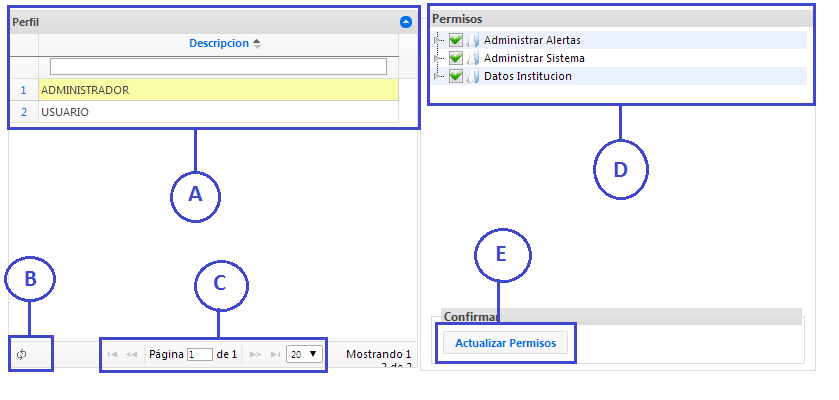 Perfil
Descripcion
1 ADMINISTRADOR
2 USUARIO
A
B
C
Página 1 de 1 20 Mostrando 1
Permisos
Administrar Alertas
Administrar Sistema
Datos Institucion
D
E
Confirmar
Actualizar Permisos